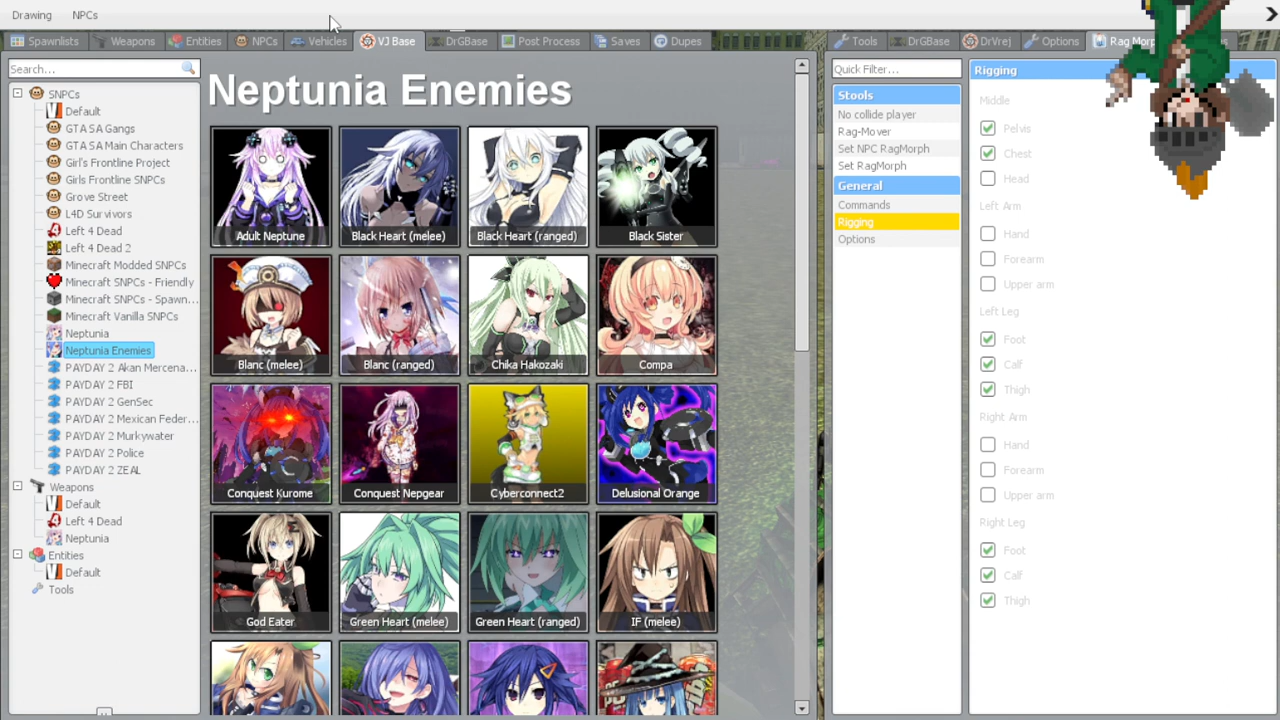 Drawing NPCs
Spawnlists Weapons Entities NPCs Vehicles VJ Base DrGBase Post Process Saves Dupes
Search...
SNPCs
Default
GTA SA Gangs
GTA SA Main Characters
Girl's Frontline Project
Girls Frontline SNPCs
Grove Street
L4D Survivors
Left 4 Dead
Left 4 Dead 2
Minecraft Modded SNPCs
Minecraft SNPCs - Friendly
Minecraft SNPCs - Spawn...
Minecraft Vanilla SNPCs
Neptunia
Neptunia Enemies
PAYDAY 2 Akan Mercena...
PAYDAY 2 FBI
PAYDAY 2 GenSec
PAYDAY 2 Mexican Feder...
PAYDAY 2 Murkywater
PAYDAY 2 Police
PAYDAY 2 ZEAL
Weapons
Default
Left 4 Dead
Neptunia
Entities
Default
Tools
Neptunia Enemies
Adult Neptune Black Heart (melee) Black Heart (ranged) Black Sister
Blanc (melee) Blanc (ranged) Chika Hakozaki Compa
Conquest Kurome Conquest Nepgear Cyberconnect2 Delusional Orange
God Eater Green Heart (melee) Green Heart (ranged) IF (melee)
Tools DrGBase DrVrej Options Rag Morp
Quick Filter...
Stools
No collide player
Rag-Mover
Set NPC RagMorph
Set RagMorph
General
Commands
Rigging
Options
Rigging
Middle
Pelvis
Chest
Head
Left Arm
Hand
Forearm
Upper arm
Left Leg
Foot
Calf
Thigh
Right Arm
Hand
Forearm
Upper arm
Right Leg
Foot
Calf
Thigh